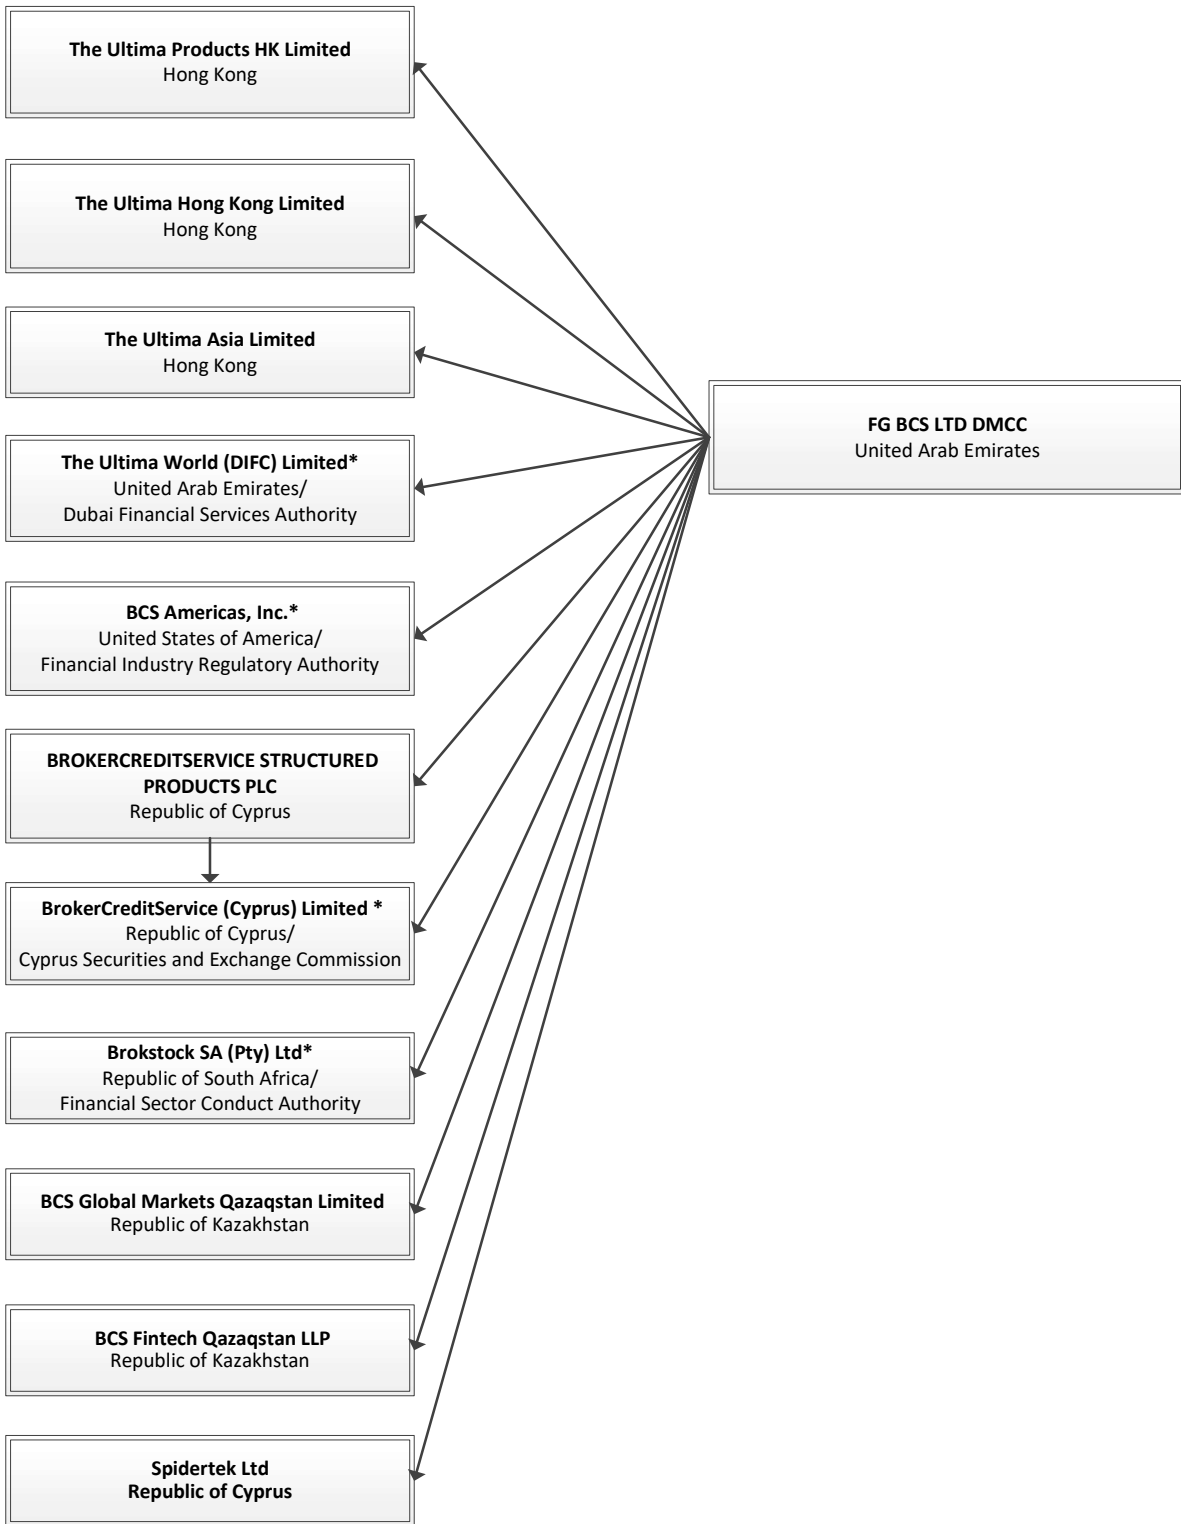 The Ultima Products HK Limited
Hong Kong
The Ultima Hong Kong Limited
Hong Kong
The Ultima Asia Limited
Hong Kong
FG BCS LTD DMCC
United Arab Emirates
The Ultima World (DIFC) Limited*
United Arab Emirates/
Dubai Financial Services Authority
BCS Americas, Inc.*
United States of America/
Financial Industry Regulatory Authority
BROKERCREDITSERVICE STRUCTURED
PRODUCTS PLC
Republic of Cyprus
BrokerCreditService (Cyprus) Limited *
Republic of Cyprus/
Cyprus Securities and Exchange Commission
Brokstock SA (Pty) Ltd*
Republic of South Africa/
Financial Sector Conduct Authority
BCS Global Markets Qazaqstan Limited
Republic of Kazakhstan
BCS Fintech Qazaqstan LLP
Republic of Kazakhstan
Spidertek Ltd
Republic of Cyprus